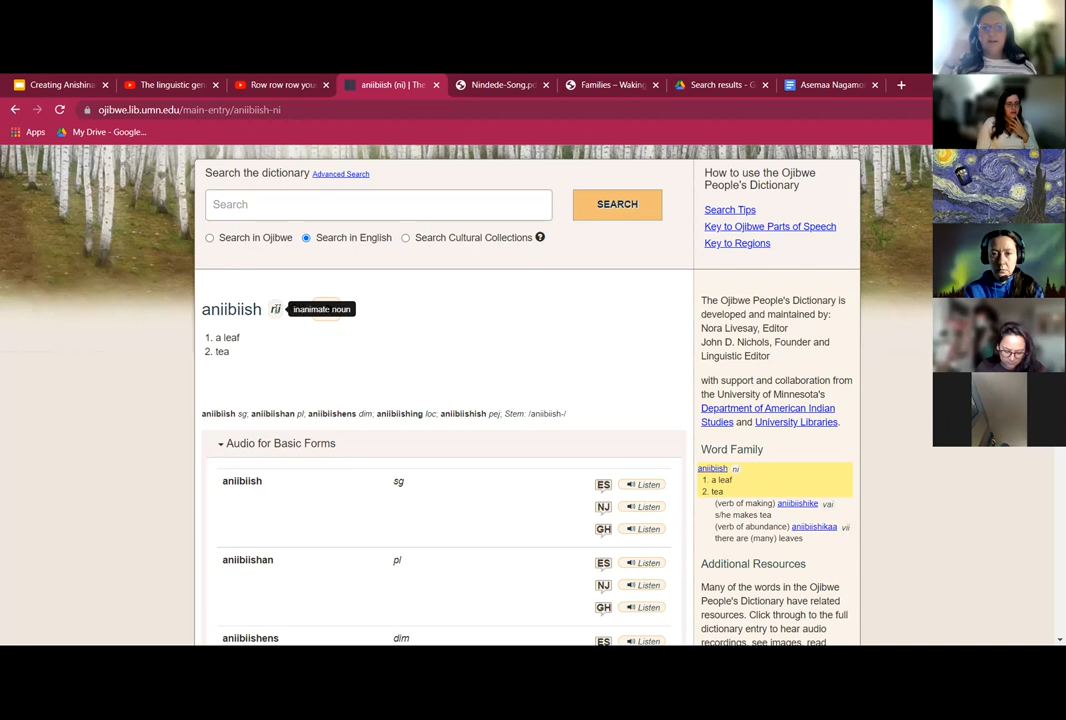 Creating Anishina
The linguistic gen
Row row row you
aniibiish (ni) | The
Nindede-Song.pd
Families – Waking
Search results - G
Asemaa Nagamo
ojibwe.lib.umn.edu/main-entry/aniibiish-ni
Apps
My Drive - Google...
Search the dictionary Advanced Search
Search
SEARCH
Search in Ojibwe
Search in English
Search Cultural Collections
How to use the Ojibwe
People's Dictionary
Search Tips
Key to Ojibwe Parts of Speech
Key to Regions
aniibiish ni inanimate noun
1. a leaf
2. tea
aniibiish sg; aniibiishan pl; aniibiishens dim; aniibiishing loc; aniibiishish pej; Stem: /aniibiish-/
Audio for Basic Forms
aniibiish sg
ES Listen
NJ Listen
GH Listen
aniibiishan pl
ES Listen
NJ Listen
GH Listen
aniibiishens dim
ES Listen
The Ojibwe People's Dictionary is
developed and maintained by:
Nora Livesay, Editor
John D. Nichols, Founder and
Linguistic Editor
with support and collaboration from
the University of Minnesota's
Department of American Indian
Studies and University Libraries.
Word Family
aniibiish ni
1. a leaf
2. tea
(verb of making) aniibiishike vai
s/he makes tea
(verb of abundance) aniibiishikaa vii
there are (many) leaves
Additional Resources
Many of the words in the Ojibwe
People's Dictionary have related
resources. Click through to the full
dictionary entry to hear audio
recordings, see images, read